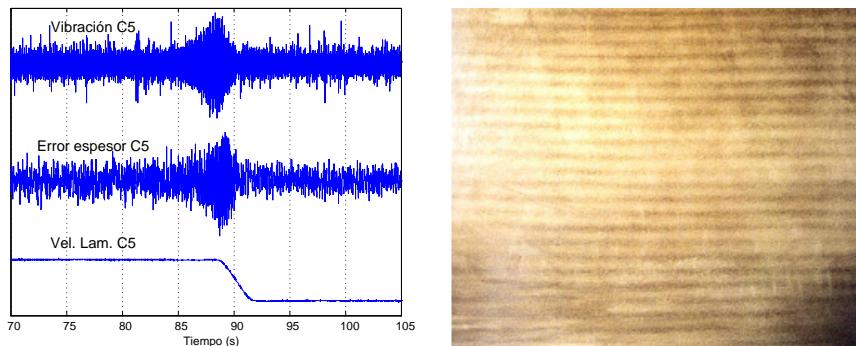 Vibración C5
Error espesor C5
Vel. Lam. C5
70 75 80 85 90 95 100 105
Tiempo (s)